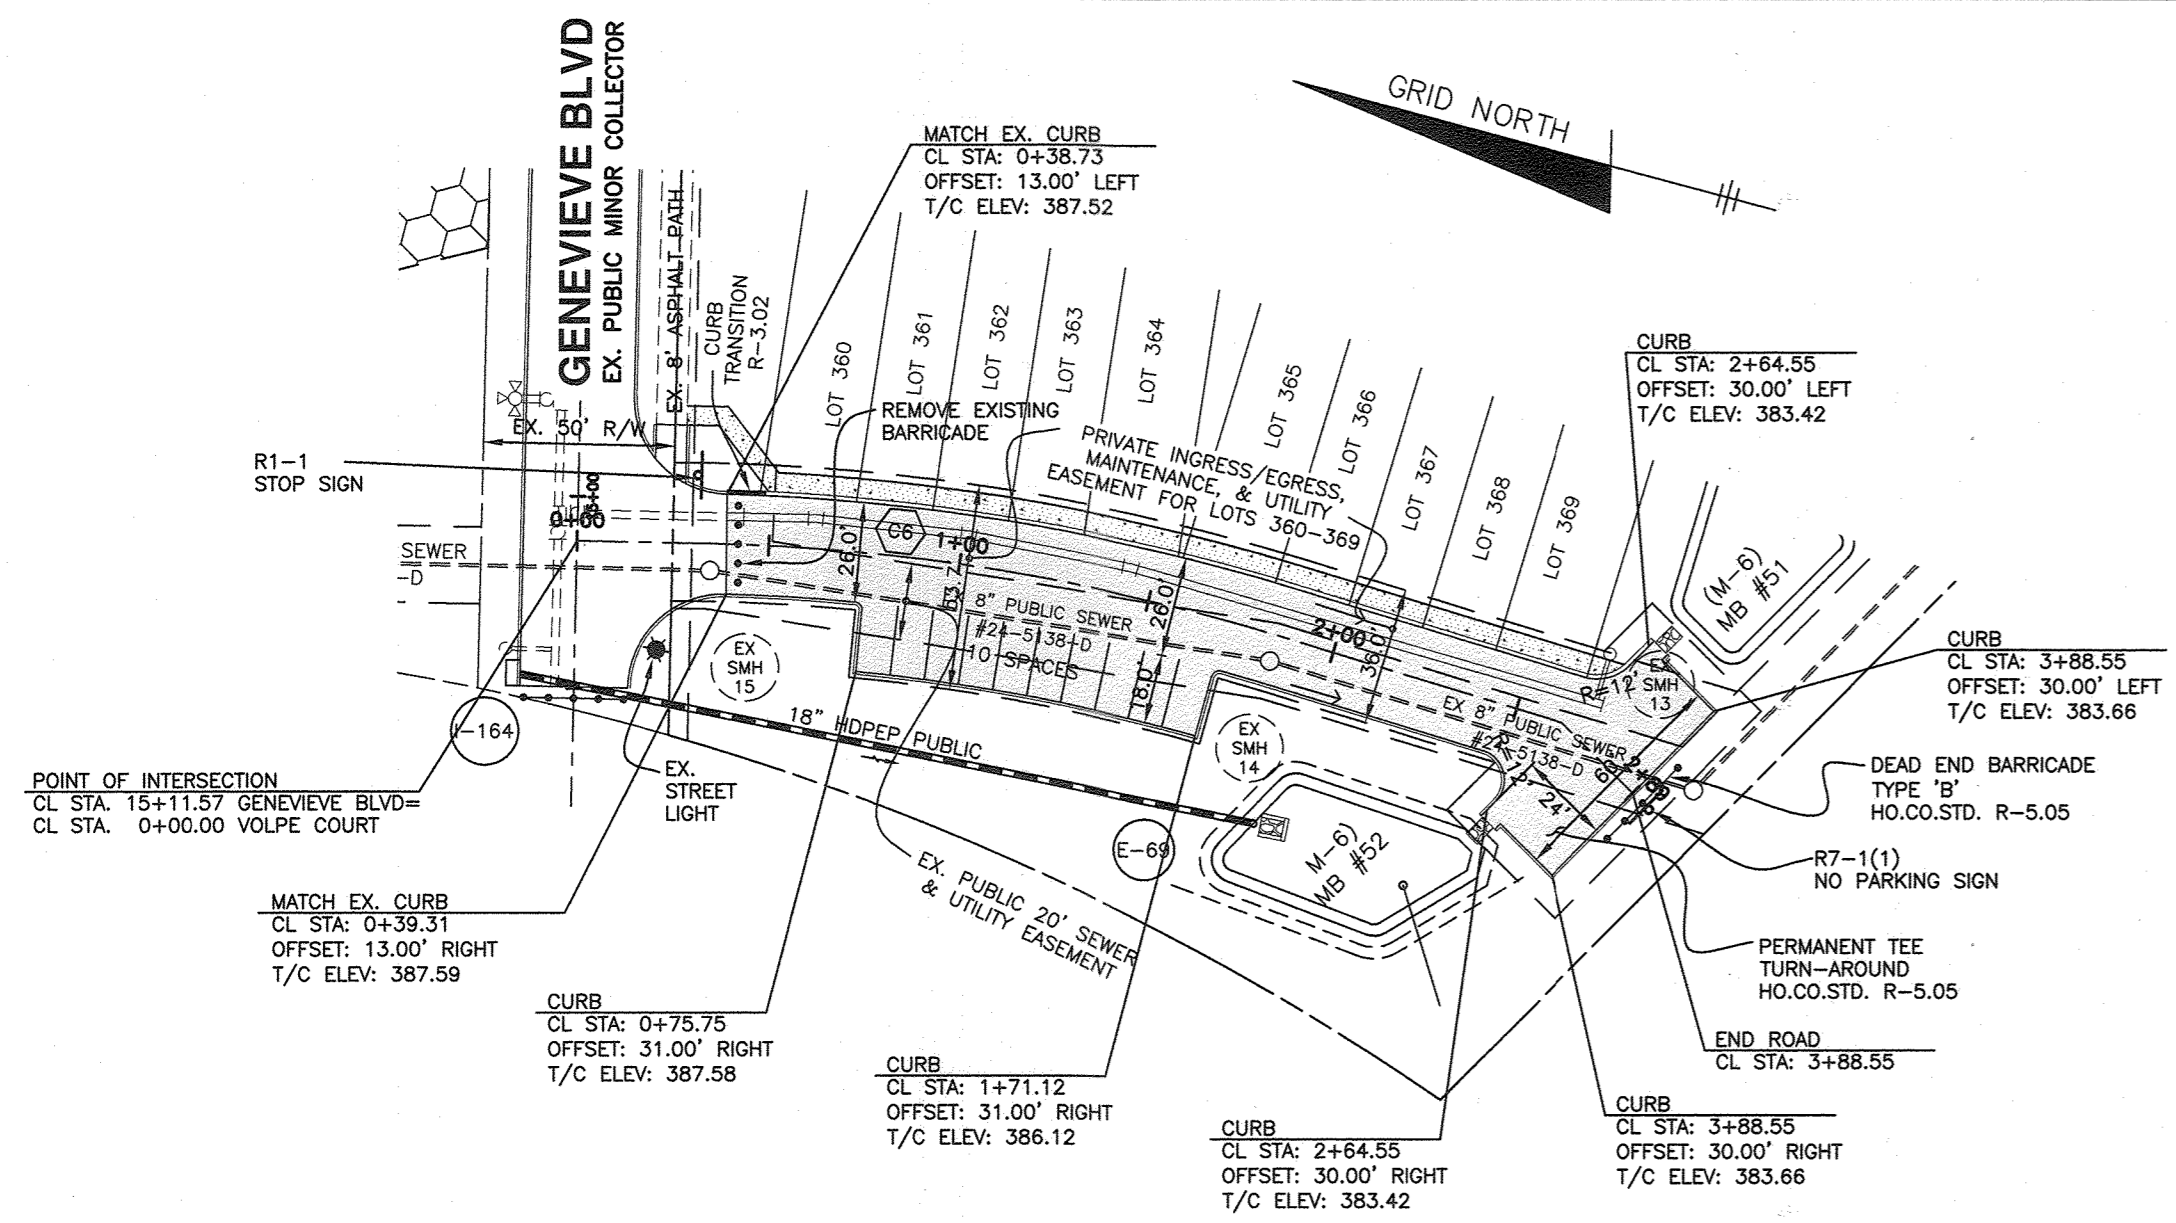 GENEVIEVE BLVD
EX. PUBLIC MINOR COLLECTOR
EX. 8' ASPHALT PATH
GRID NORTH
MATCH EX. CURB
CL STA: 0+38.73
OFFSET: 13.00' LEFT
T/C ELEV: 387.52
CURB
TRANSITION
R-3.02
LOT 360
LOT 361
LOT 362
LOT 363
LOT 364
LOT 365
LOT 366
LOT 367
LOT 368
LOT 369
REMOVE EXISTING
BARRICADE
PRIVATE INGRESS/EGRESS,
MAINTENANCE, & UTILITY
EASEMENT FOR LOTS 360-369
CURB
CL STA: 2+64.55
OFFSET: 30.00' LEFT
T/C ELEV: 383.42
EX. 50' R/W
R1-1
STOP SIGN
15+00
0+00
SEWER
-D
C6
1+00
26.0'
63.7'
8" PUBLIC SEWER
#24-5138-D
10 SPACES
26.0'
18.0'
2+00
36.0'
EX
SMH
15
18" HDPEP PUBLIC
I-164
EX
SMH
14
EX 8" PUBLIC SEWER
#24-5138-D
R=12'
EX
SMH
13
(M-6)
MB #51
R=12'
24'
60'
2+99
CURB
CL STA: 3+88.55
OFFSET: 30.00' LEFT
T/C ELEV: 383.66
DEAD END BARRICADE
TYPE 'B'
HO.CO.STD. R-5.05
R7-1(1)
NO PARKING SIGN
PERMANENT TEE
TURN-AROUND
HO.CO.STD. R-5.05
END ROAD
CL STA: 3+88.55
POINT OF INTERSECTION
CL STA. 15+11.57 GENEVIEVE BLVD=
CL STA. 0+00.00 VOLPE COURT
EX.
STREET
LIGHT
E-69
M-6)
MB #52
EX. PUBLIC 20' SEWER
& UTILITY EASEMENT
MATCH EX. CURB
CL STA: 0+39.31
OFFSET: 13.00' RIGHT
T/C ELEV: 387.59
CURB
CL STA: 0+75.75
OFFSET: 31.00' RIGHT
T/C ELEV: 387.58
CURB
CL STA: 1+71.12
OFFSET: 31.00' RIGHT
T/C ELEV: 386.12
CURB
CL STA: 2+64.55
OFFSET: 30.00' RIGHT
T/C ELEV: 383.42
CURB
CL STA: 3+88.55
OFFSET: 30.00' RIGHT
T/C ELEV: 383.66